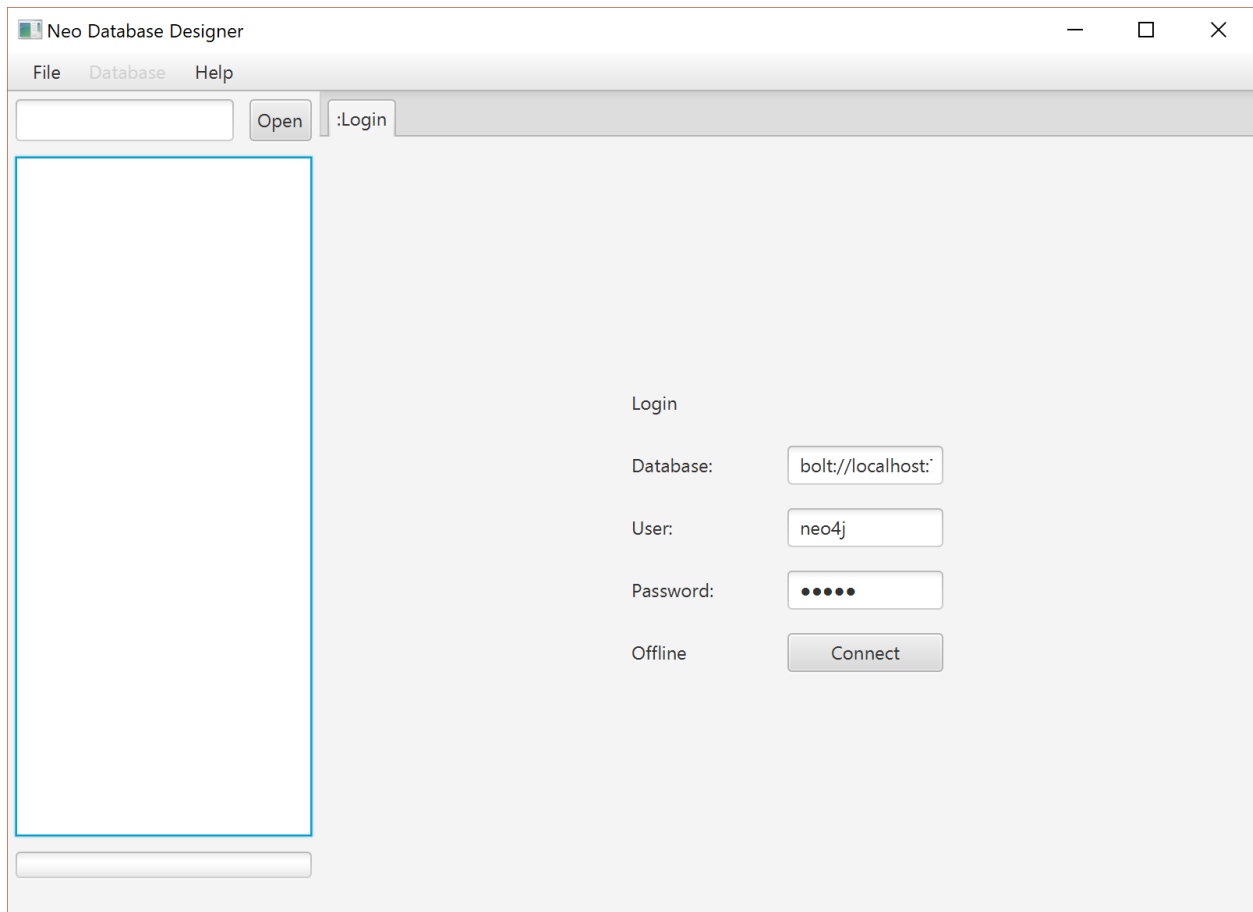 Neo Database Designer
File Database Help
Open
:Login
Login
Database: bolt://localhost:
User: neo4j
Password: •••••
Offline Connect